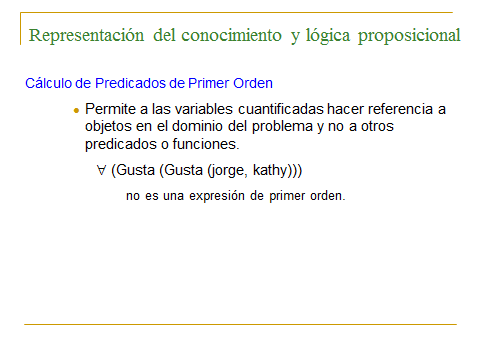 Representación del conocimiento y lógica proposicional
Cálculo de Predicados de Primer Orden
• Permite a las variables cuantificadas hacer referencia a
objetos en el dominio del problema y no a otros
predicados o funciones.
∀ (Gusta (Gusta (jorge, kathy)))
no es una expresión de primer orden.